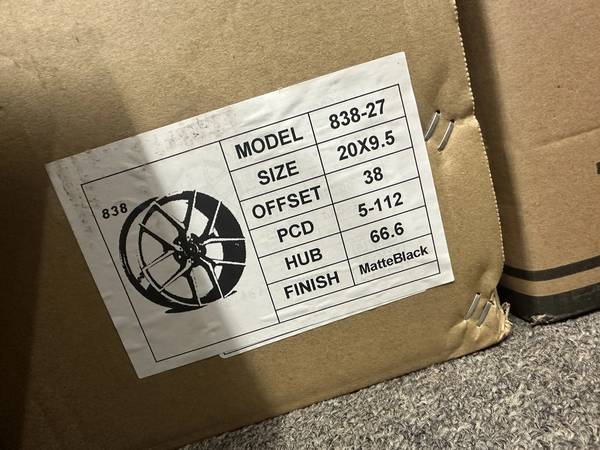 838
MODEL 838-27
SIZE 20X9.5
OFFSET 38
PCD 5-112
HUB 66.6
FINISH MatteBlack